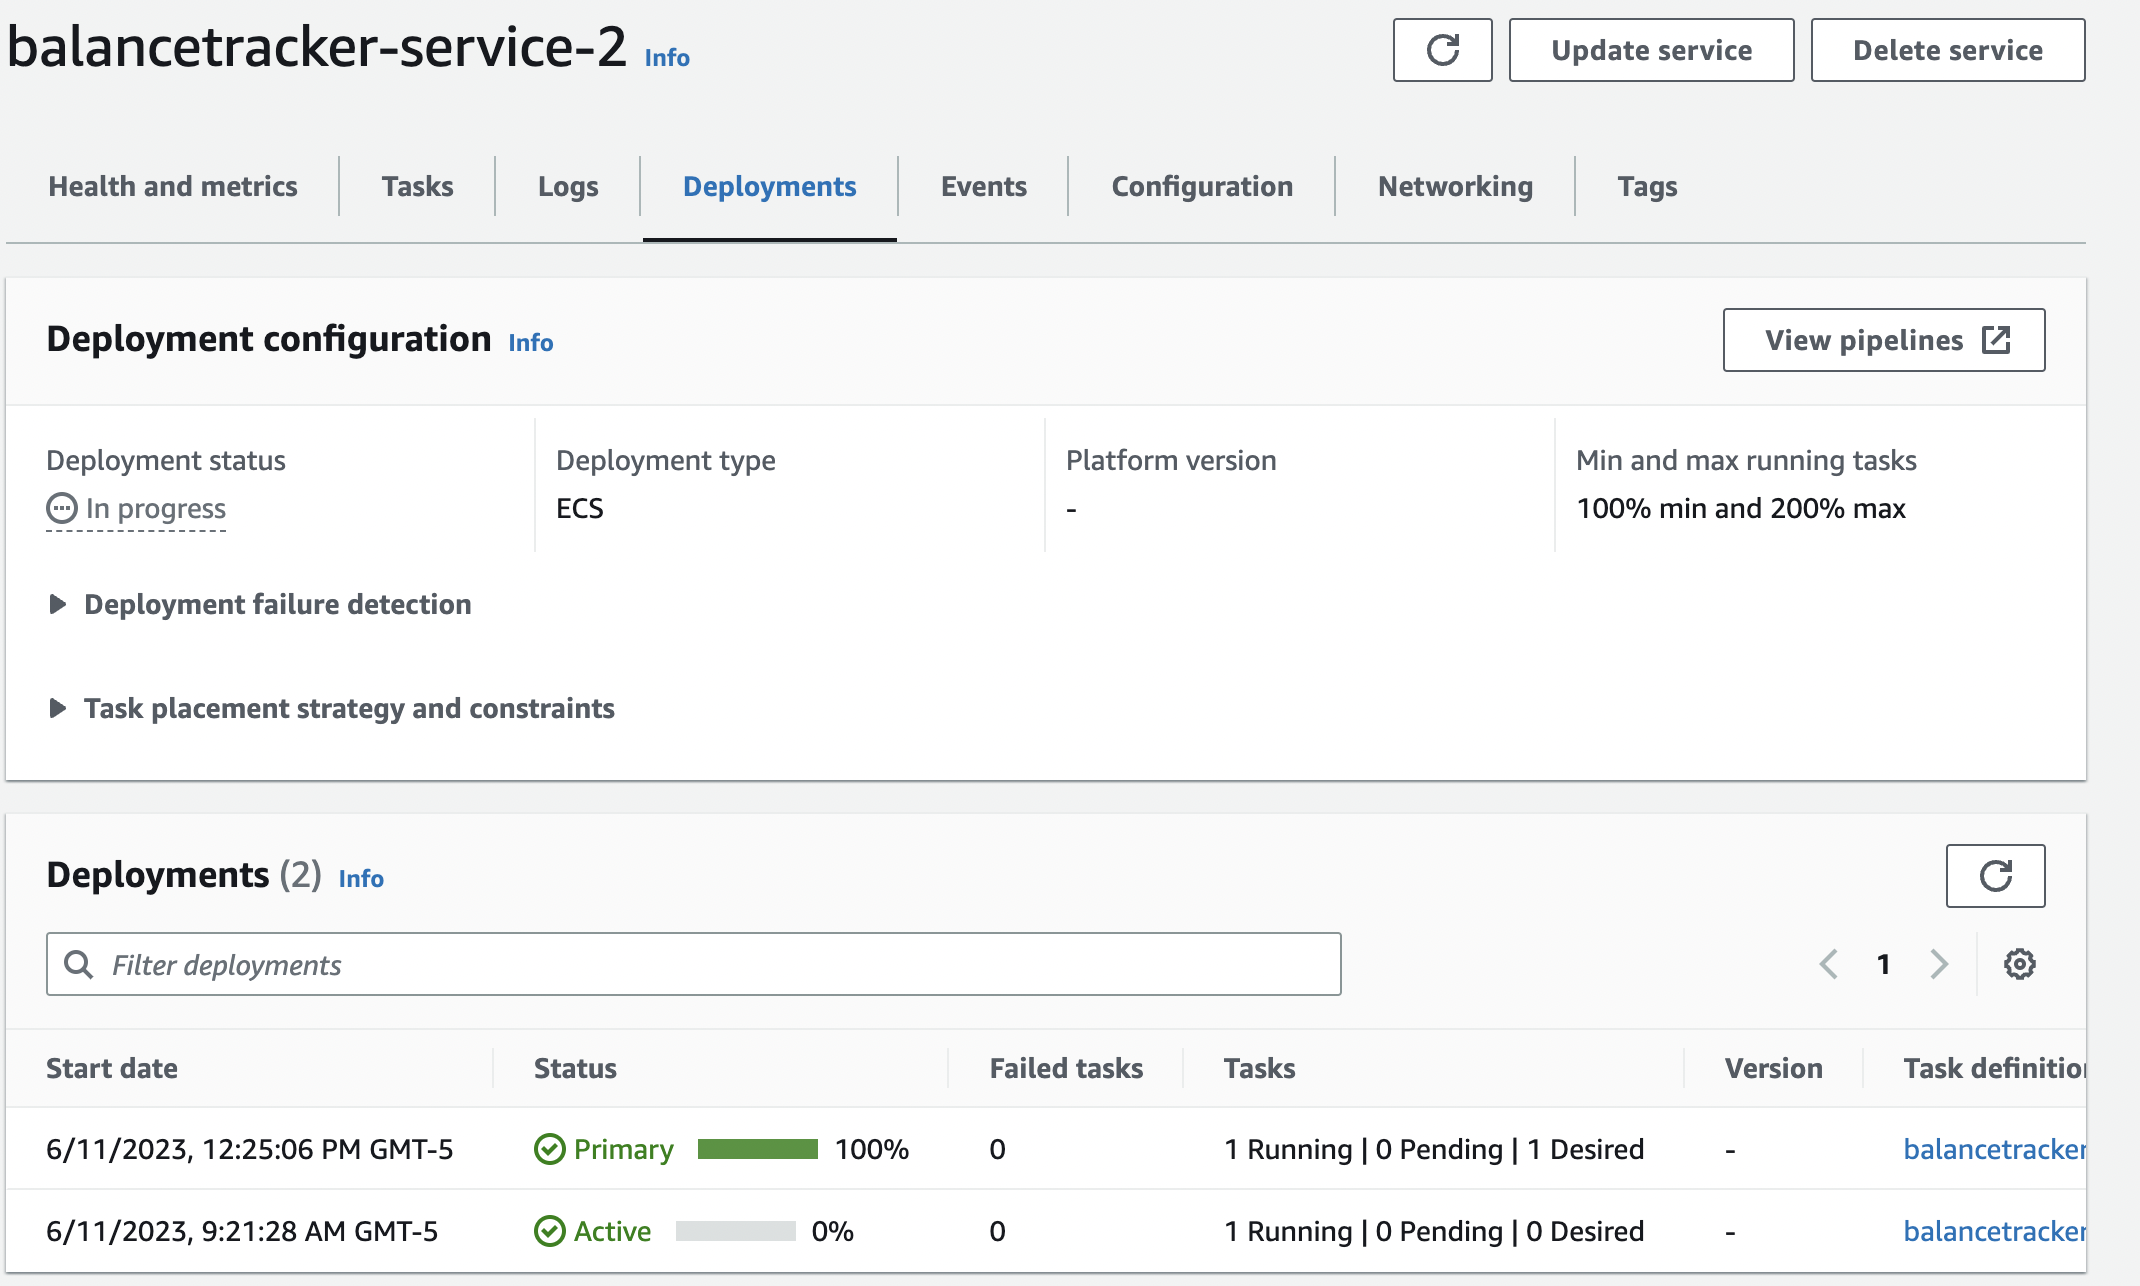 balancetracker-service-2 Info
Update service
Delete service
Health and metrics
Tasks
Logs
Deployments
Events
Configuration
Networking
Tags
Deployment configuration Info
View pipelines
Deployment status
In progress
Deployment type
ECS
Platform version
-
Min and max running tasks
100% min and 200% max
Deployment failure detection
Task placement strategy and constraints
Deployments (2) Info
Filter deployments
1
Start date Status Failed tasks Tasks Version Task definition
6/11/2023, 12:25:06 PM GMT-5 Primary 100% 0 1 Running | 0 Pending | 1 Desired - balancetracker
6/11/2023, 9:21:28 AM GMT-5 Active 0% 0 1 Running | 0 Pending | 0 Desired - balancetracker